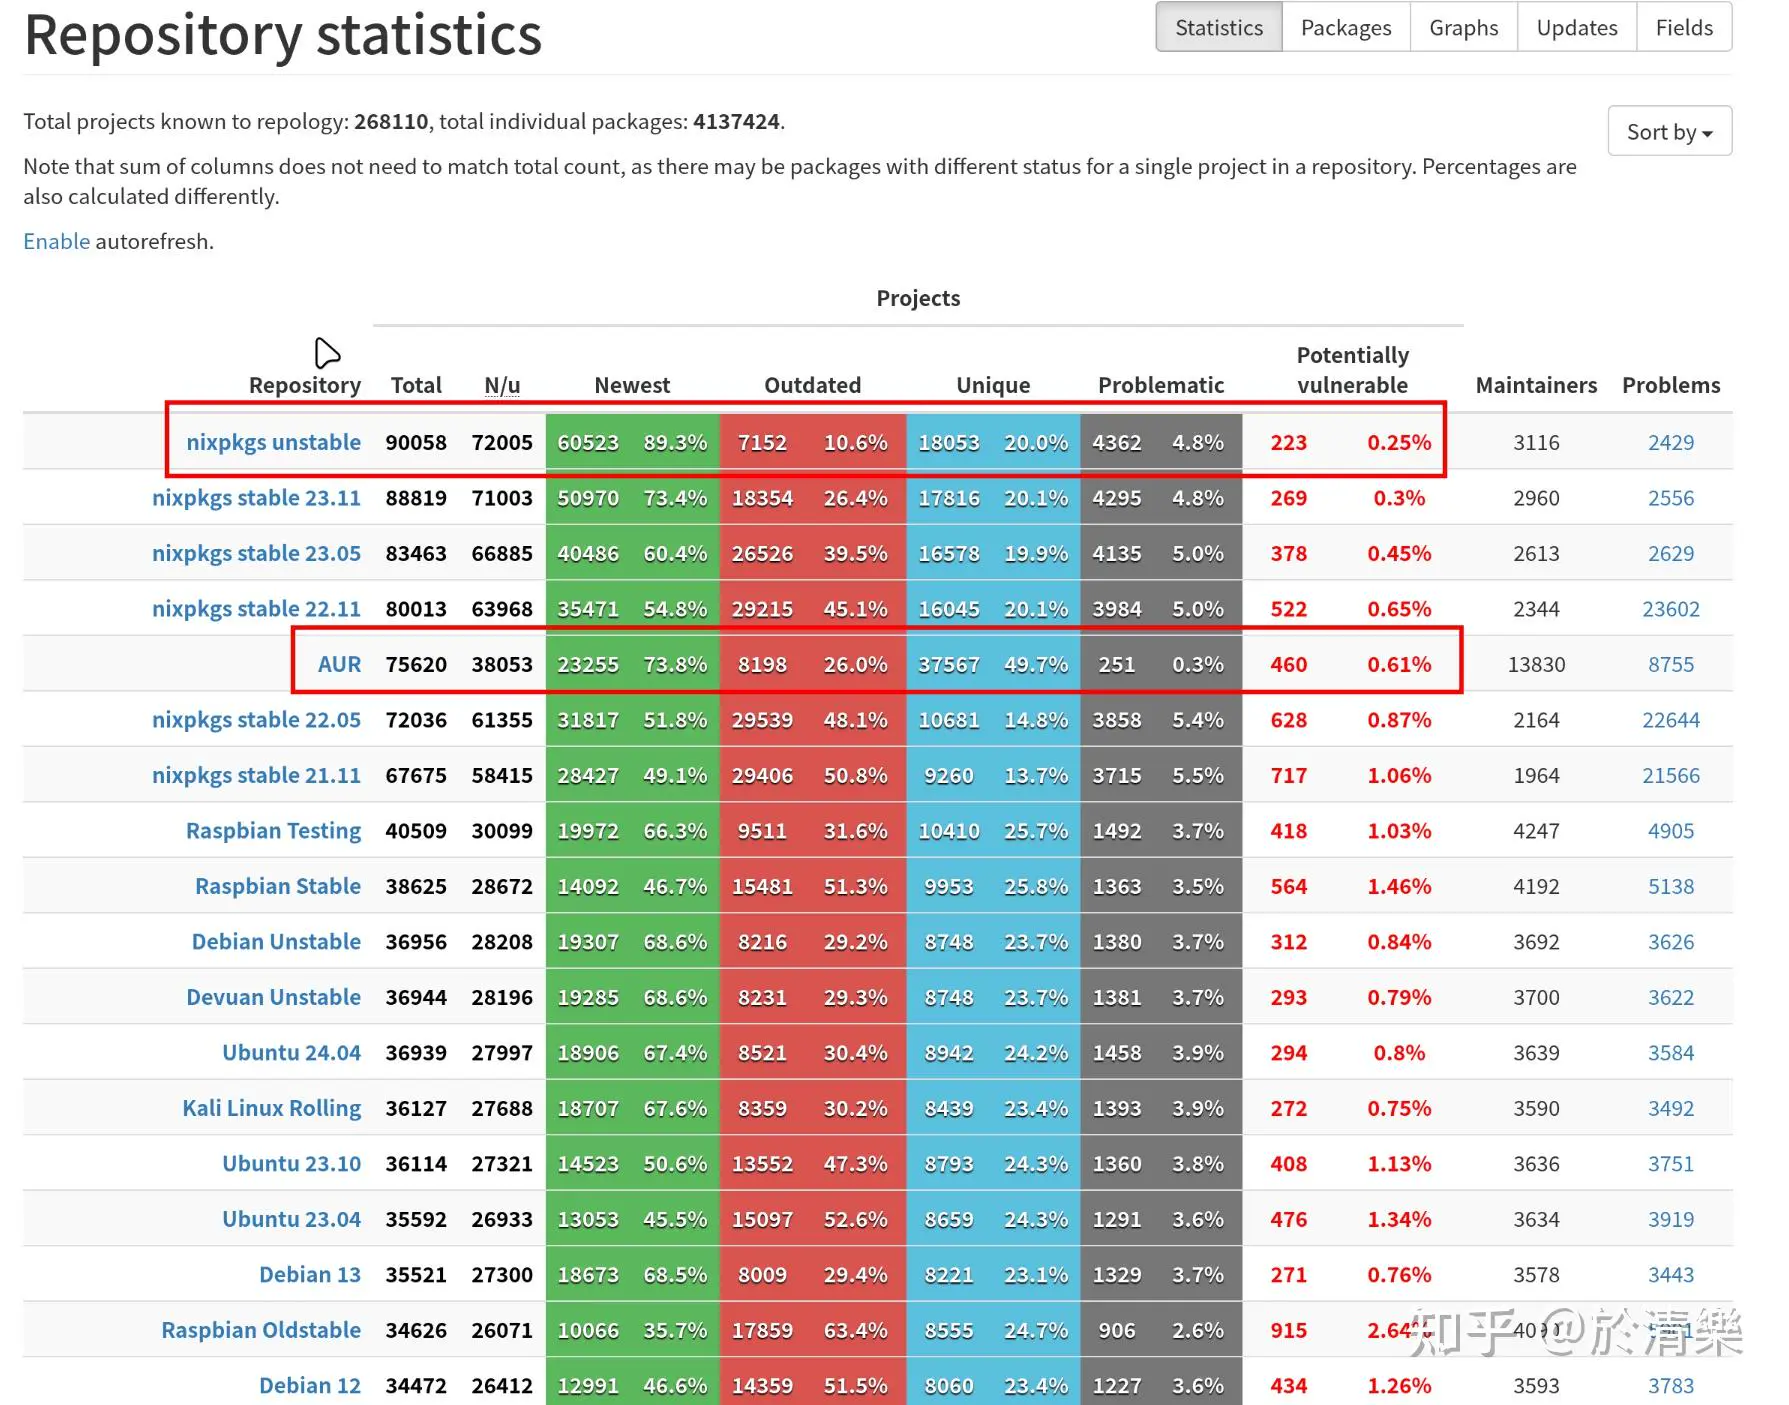 Repository statistics
Statistics Packages Graphs Updates Fields
Total projects known to repology: 268110, total individual packages: 4137424.
Sort by
Note that sum of columns does not need to match total count, as there may be packages with different status for a single project in a repository. Percentages are
also calculated differently.
Enable autorefresh.
Projects
Potentially
Repository Total N/u Newest Outdated Unique Problematic vulnerable Maintainers Problems
nixpkgs unstable 90058 72005 60523 89.3% 7152 10.6% 18053 20.0% 4362 4.8% 223 0.25% 3116 2429
nixpkgs stable 23.11 88819 71003 50970 73.4% 18354 26.4% 17816 20.1% 4295 4.8% 269 0.3% 2960 2556
nixpkgs stable 23.05 83463 66885 40486 60.4% 26526 39.5% 16578 19.9% 4135 5.0% 378 0.45% 2613 2629
nixpkgs stable 22.11 80013 63968 35471 54.8% 29215 45.1% 16045 20.1% 3984 5.0% 522 0.65% 2344 23602
AUR 75620 38053 23255 73.8% 8198 26.0% 37567 49.7% 251 0.3% 460 0.61% 13830 8755
nixpkgs stable 22.05 72036 61355 31817 51.8% 29539 48.1% 10681 14.8% 3858 5.4% 628 0.87% 2164 22644
nixpkgs stable 21.11 67675 58415 28427 49.1% 29406 50.8% 9260 13.7% 3715 5.5% 717 1.06% 1964 21566
Raspbian Testing 40509 30099 19972 66.3% 9511 31.6% 10410 25.7% 1492 3.7% 418 1.03% 4247 4905
Raspbian Stable 38625 28672 14092 46.7% 15481 51.3% 9953 25.8% 1363 3.5% 564 1.46% 4192 5138
Debian Unstable 36956 28208 19307 68.6% 8216 29.2% 8748 23.7% 1380 3.7% 312 0.84% 3692 3626
Devuan Unstable 36944 28196 19285 68.6% 8231 29.3% 8748 23.7% 1381 3.7% 293 0.79% 3700 3622
Ubuntu 24.04 36939 27997 18906 67.4% 8521 30.4% 8942 24.2% 1458 3.9% 294 0.8% 3639 3584
Kali Linux Rolling 36127 27688 18707 67.6% 8359 30.2% 8439 23.4% 1393 3.9% 272 0.75% 3590 3492
Ubuntu 23.10 36114 27321 14523 50.6% 13552 47.3% 8793 24.3% 1360 3.8% 408 1.13% 3636 3751
Ubuntu 23.04 35592 26933 13053 45.5% 15097 52.6% 8659 24.3% 1291 3.6% 476 1.34% 3634 3919
Debian 13 35521 27300 18673 68.5% 8009 29.4% 8221 23.1% 1329 3.7% 271 0.76% 3578 3443
Raspbian Oldstable 34626 26071 10066 35.7% 17859 63.4% 8555 24.7% 906 2.6% 915 2.64%
知乎 @於清樂
Debian 12 34472 26412 12991 46.6% 14359 51.5% 8060 23.4% 1227 3.6% 434 1.26% 3593 3783